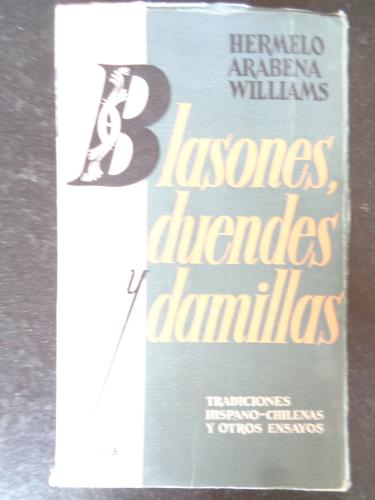 HERMELO
ARABENA
WILLIAMS
Blasones,
duendes
y damillas
TRADICIONES
HISPANO-CHILENAS
Y OTROS ENSAYOS